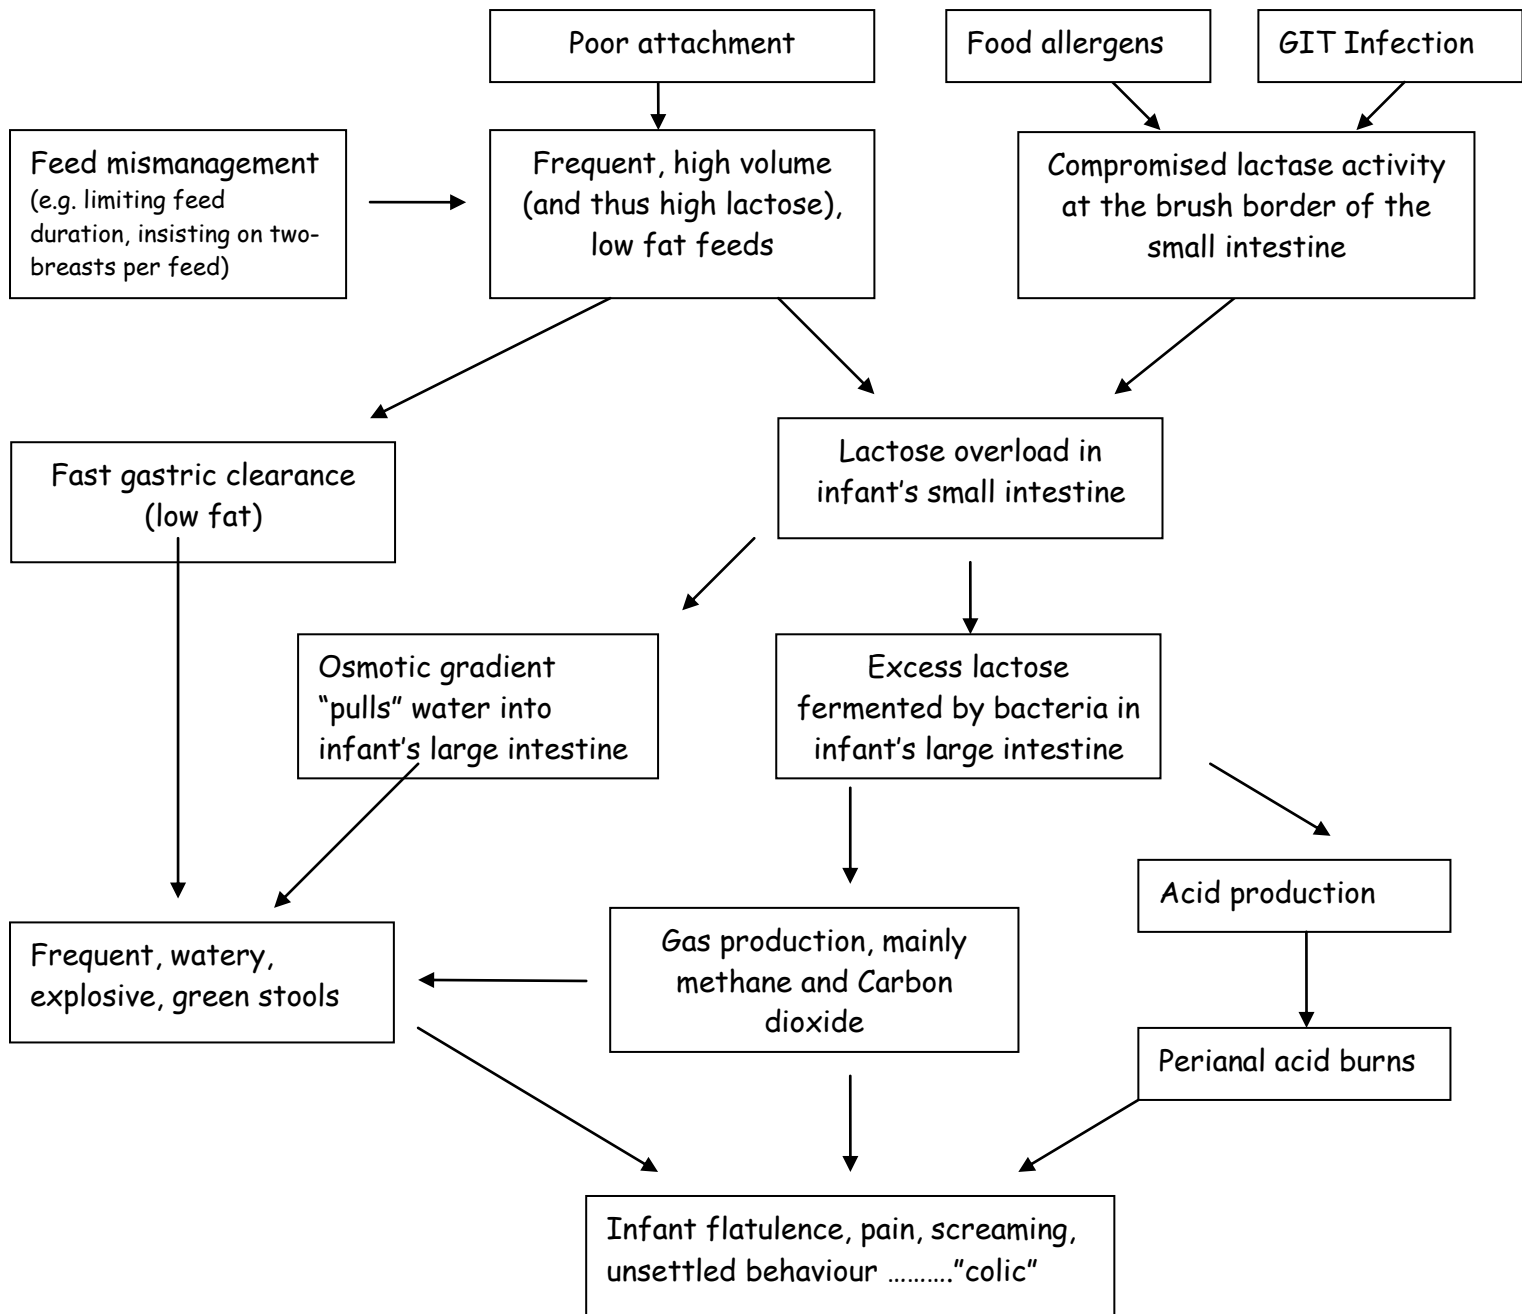 Poor attachment
Food allergens
GIT Infection
Feed mismanagement
(e.g. limiting feed
duration, insisting on two-
breasts per feed)
Frequent, high volume
(and thus high lactose),
low fat feeds
Compromised lactase activity
at the brush border of the
small intestine
Fast gastric clearance
(low fat)
Lactose overload in
infant's small intestine
Osmotic gradient
“pulls” water into
infant's large intestine
Excess lactose
fermented by bacteria in
infant's large intestine
Acid production
Frequent, watery,
explosive, green stools
Gas production, mainly
methane and Carbon
dioxide
Perianal acid burns
Infant flatulence, pain, screaming,
unsettled behaviour ……….”colic”